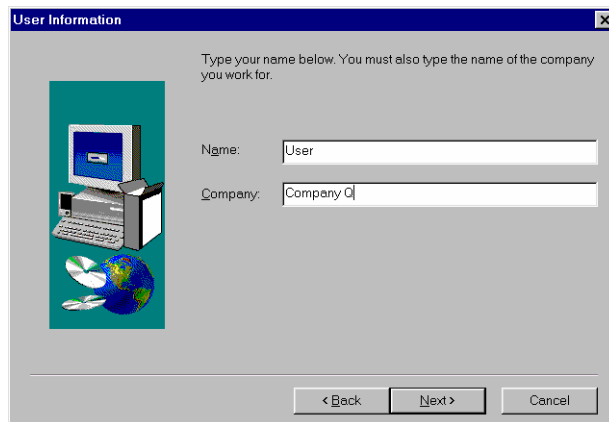 User Information
Type your name below. You must also type the name of the company
you work for.
Name:
User
Company:
Company Q
< Back
Next >
Cancel